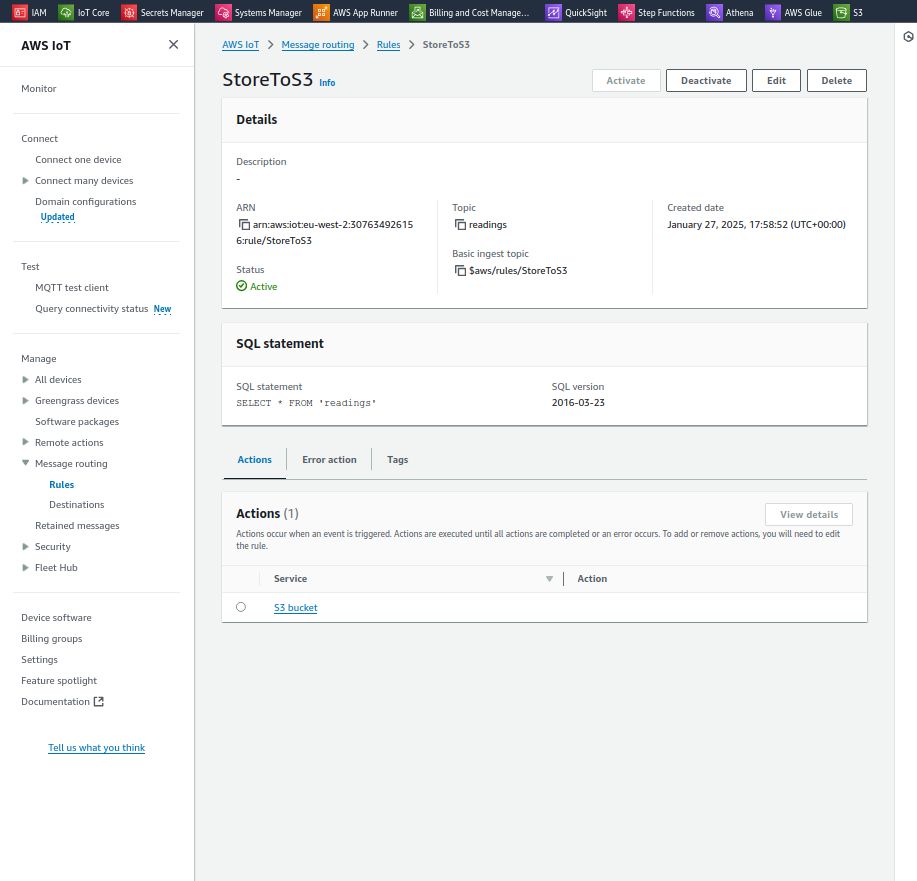 IAM IoT Core Secrets Manager Systems Manager AWS App Runner Billing and Cost Manage... QuickSight Step Functions Athena AWS Glue S3
AWS IoT
Monitor
Connect
Connect one device
Connect many devices
Domain configurations
Updated
Test
MQTT test client
Query connectivity status New
Manage
All devices
Greengrass devices
Software packages
Remote actions
Message routing
Rules
Destinations
Retained messages
Security
Fleet Hub
Device software
Billing groups
Settings
Feature spotlight
Documentation
Tell us what you think
AWS IoT > Message routing > Rules > StoreToS3
StoreToS3 Info
Activate Deactivate Edit Delete
Details
Description
-
ARN
arn:aws:iot:eu-west-2:30763492615
6:rule/StoreToS3
Status
Active
Topic
readings
Basic ingest topic
$aws/rules/StoreToS3
Created date
January 27, 2025, 17:58:52 (UTC+00:00)
SQL statement
SQL statement
SELECT * FROM 'readings'
SQL version
2016-03-23
Actions Error action Tags
Actions (1)
View details
Actions occur when an event is triggered. Actions are executed until all actions are completed or an error occurs. To add or remove actions, you will need to edit
the rule.
Service Action
S3 bucket